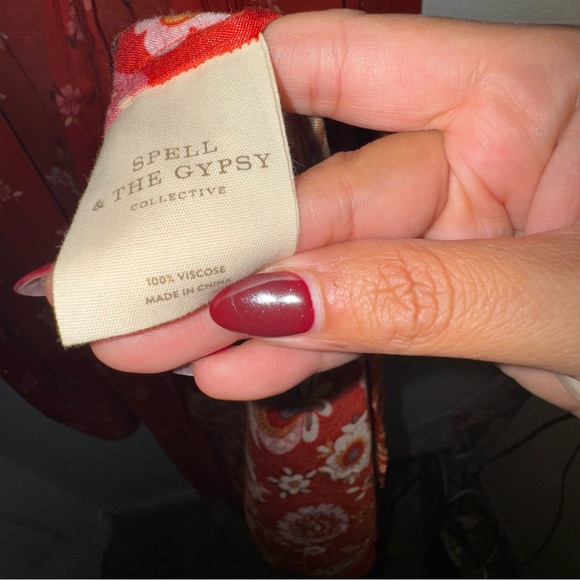 SPELL
& THE GYPSY
COLLECTIVE
100% VISCOSE
MADE IN CHINA